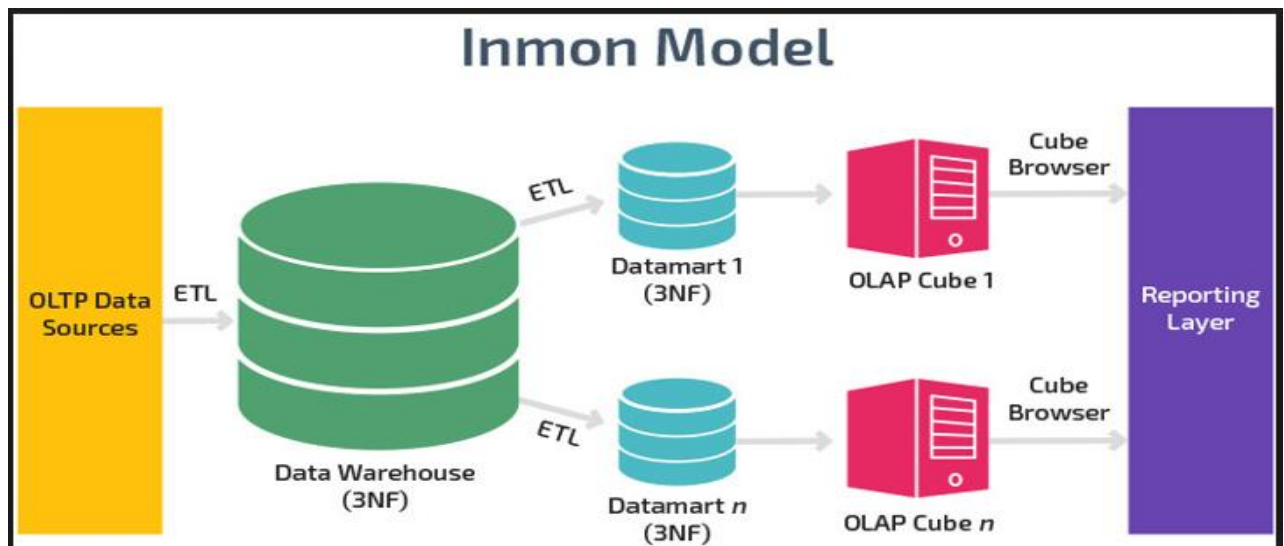 Inmon Model
OLTP Data
Sources
ETL
Data Warehouse
(3NF)
ETL
Datamart 1
(3NF)
OLAP Cube 1
Cube
Browser
ETL
Datamart n
(3NF)
OLAP Cube n
Cube
Browser
Reporting
Layer